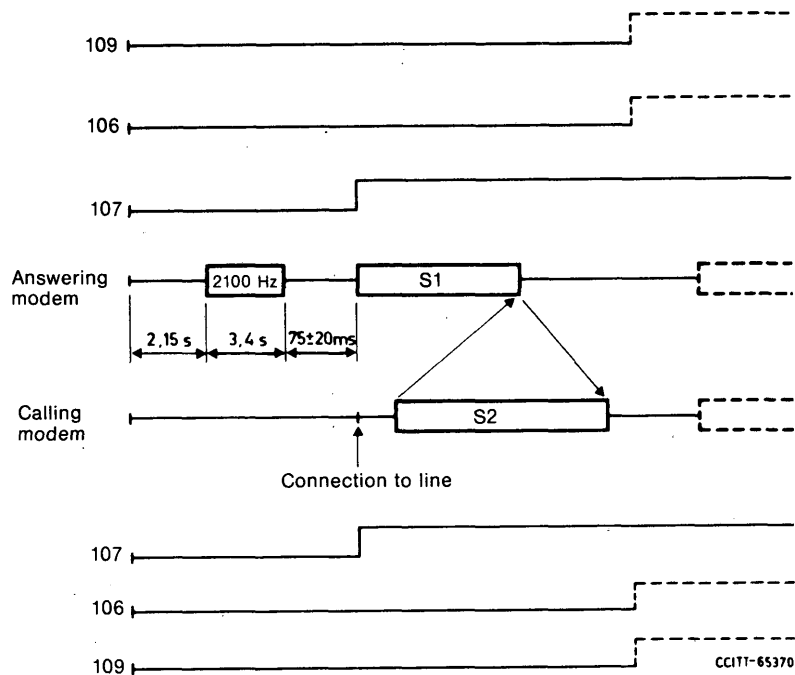 109
106
107
Answering
modem
2100 Hz
S1
2,15 s
3,4 s
75±20ms
Calling
modem
S2
Connection to line
107
106
109
CCITT-65370